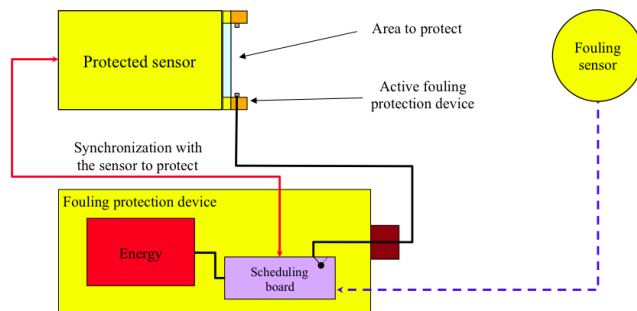 Protected sensor
Area to protect
Fouling
sensor
Active fouling
protection device
Synchronization with
the sensor to protect
Fouling protection device
Energy
Scheduling
board